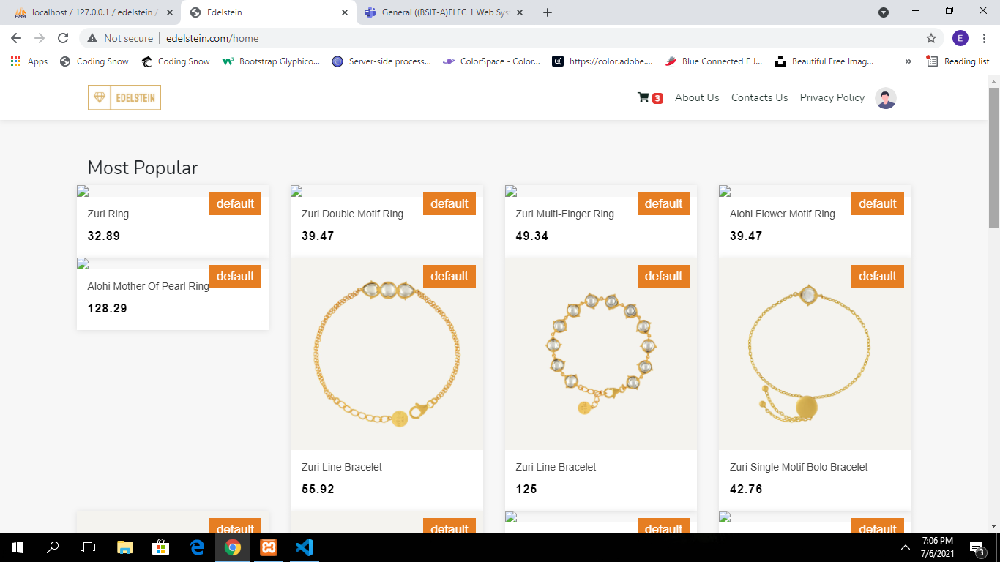 localhost / 127.0.0.1 / edelstein /
Edelstein
General ((BSIT-A)ELEC 1 Web Sys
Not secure
edelstein.com/home
E
Apps
Coding Snow
Coding Snow
Bootstrap Glyphico...
Server-side process...
ColorSpace - Color...
https://color.adobe....
Blue Connected E J...
Beautiful Free Imag...
»
Reading list
EDELSTEIN
3
About Us
Contacts Us
Privacy Policy
Most Popular
default
Zuri Ring
32.89
default
Zuri Double Motif Ring
39.47
default
Zuri Multi-Finger Ring
49.34
default
Alohi Flower Motif Ring
39.47
default
Alohi Mother Of Pearl Ring
128.29
default
Zuri Line Bracelet
55.92
default
Zuri Line Bracelet
125
default
Zuri Single Motif Bolo Bracelet
42.76
default
default
default
default
7:06 PM
7/6/2021
3